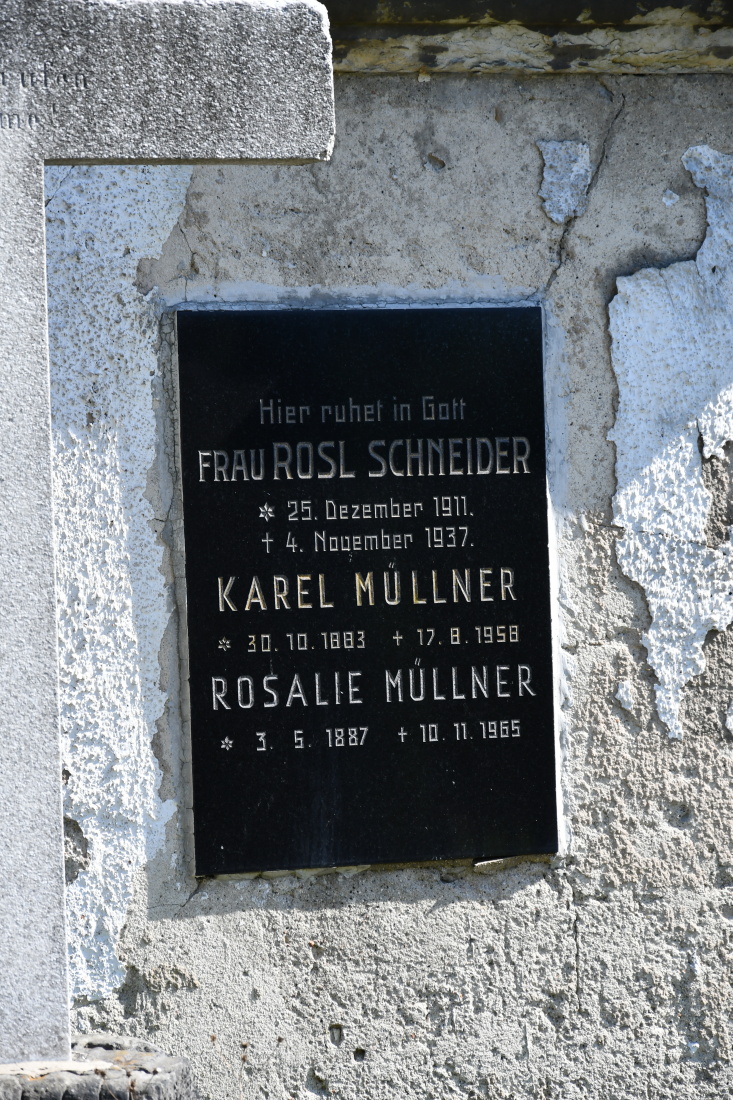 Hier ruhet in Gott
FRAU ROSL SCHNEIDER
* 25. Dezember 1911.
† 4. November 1937.
KAREL MÜLLNER
* 30. 10. 1883 † 17. 8. 1958
ROSALIE MÜLLNER
* 3. 5. 1887 † 10. 11. 1965